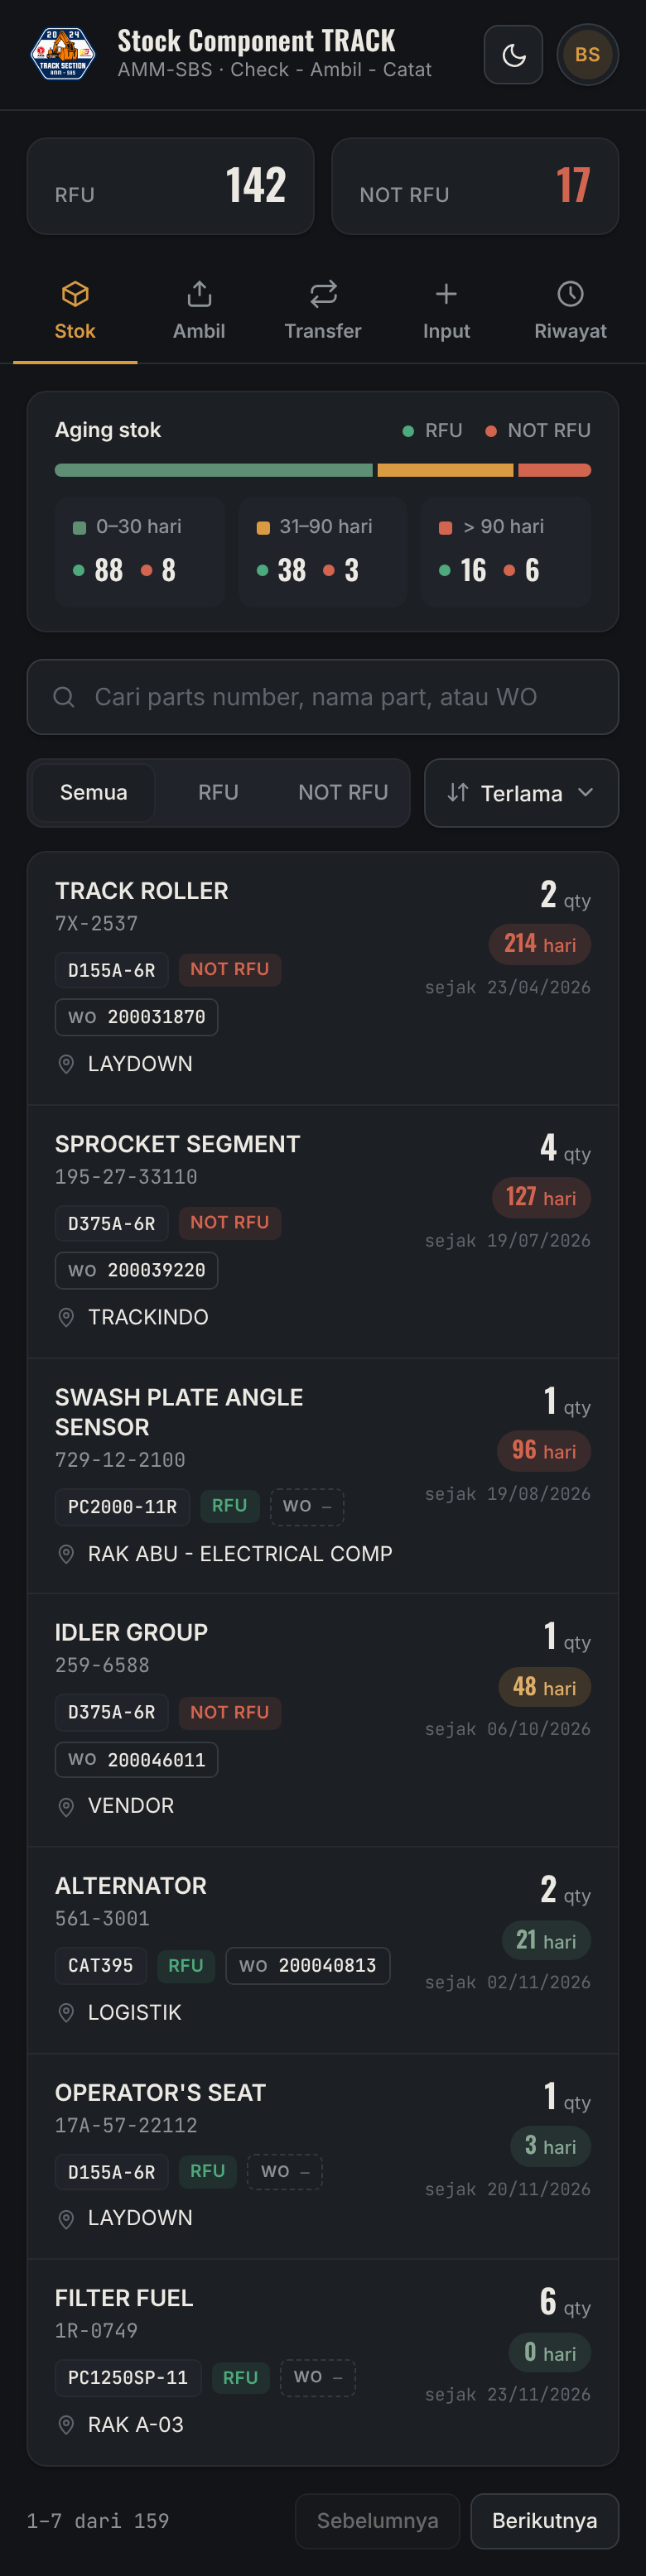 20 24
TRACK SECTION
AMM - SBS
Stock Component TRACK
AMM-SBS · Check - Ambil - Catat
BS
RFU 142
NOT RFU 17
Stok
Ambil
Transfer
Input
Riwayat
Aging stok
RFU
NOT RFU
0–30 hari
88 8
31–90 hari
38 3
> 90 hari
16 6
Cari parts number, nama part, atau WO
Semua
RFU
NOT RFU
Terlama
TRACK ROLLER
7X-2537
D155A-6R NOT RFU
WO 200031870
LAYDOWN
2 qty
214 hari
sejak 23/04/2026
SPROCKET SEGMENT
195-27-33110
D375A-6R NOT RFU
WO 200039220
TRACKINDO
4 qty
127 hari
sejak 19/07/2026
SWASH PLATE ANGLE
SENSOR
729-12-2100
PC2000-11R RFU WO –
RAK ABU - ELECTRICAL COMP
1 qty
96 hari
sejak 19/08/2026
IDLER GROUP
259-6588
D375A-6R NOT RFU
WO 200046011
VENDOR
1 qty
48 hari
sejak 06/10/2026
ALTERNATOR
561-3001
CAT395 RFU WO 200040813
LOGISTIK
2 qty
21 hari
sejak 02/11/2026
OPERATOR'S SEAT
17A-57-22112
D155A-6R RFU WO –
LAYDOWN
1 qty
3 hari
sejak 20/11/2026
FILTER FUEL
1R-0749
PC1250SP-11 RFU WO –
RAK A-03
6 qty
0 hari
sejak 23/11/2026
1–7 dari 159
Sebelumnya
Berikutnya